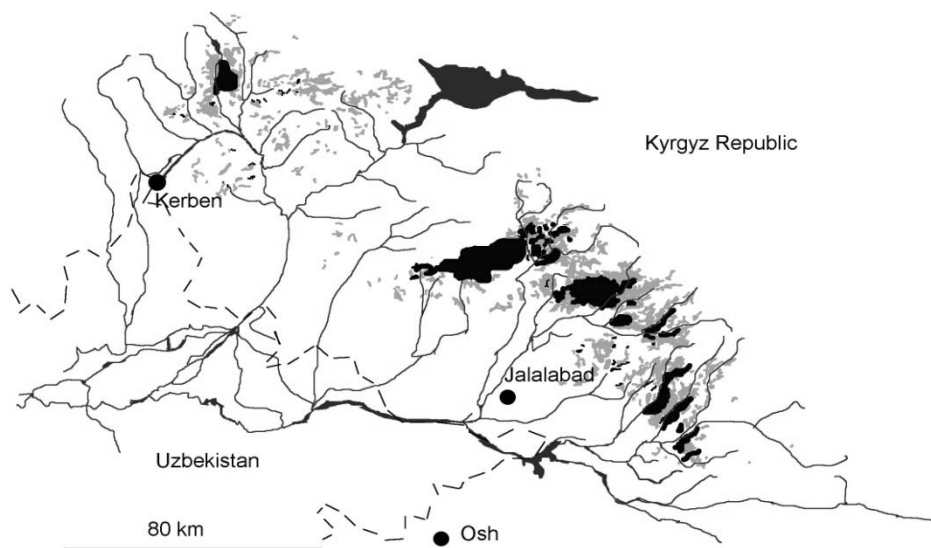 Kyrgyz Republic
Kerben
Jalalabad
Uzbekistan
80 km
Osh